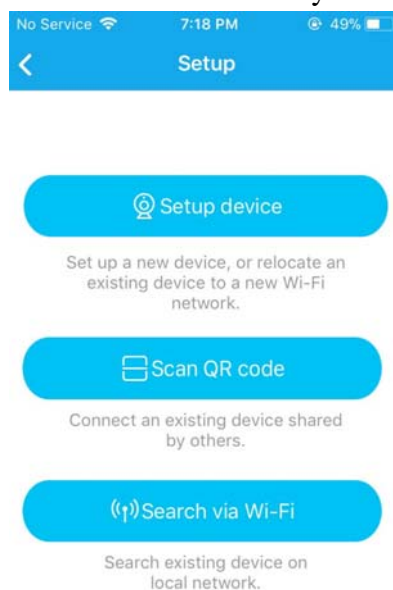 No Service 7:18 PM 49%
Setup
Setup device
Set up a new device, or relocate an
existing device to a new Wi-Fi
network.
Scan QR code
Connect an existing device shared
by others.
Search via Wi-Fi
Search existing device on
local network.